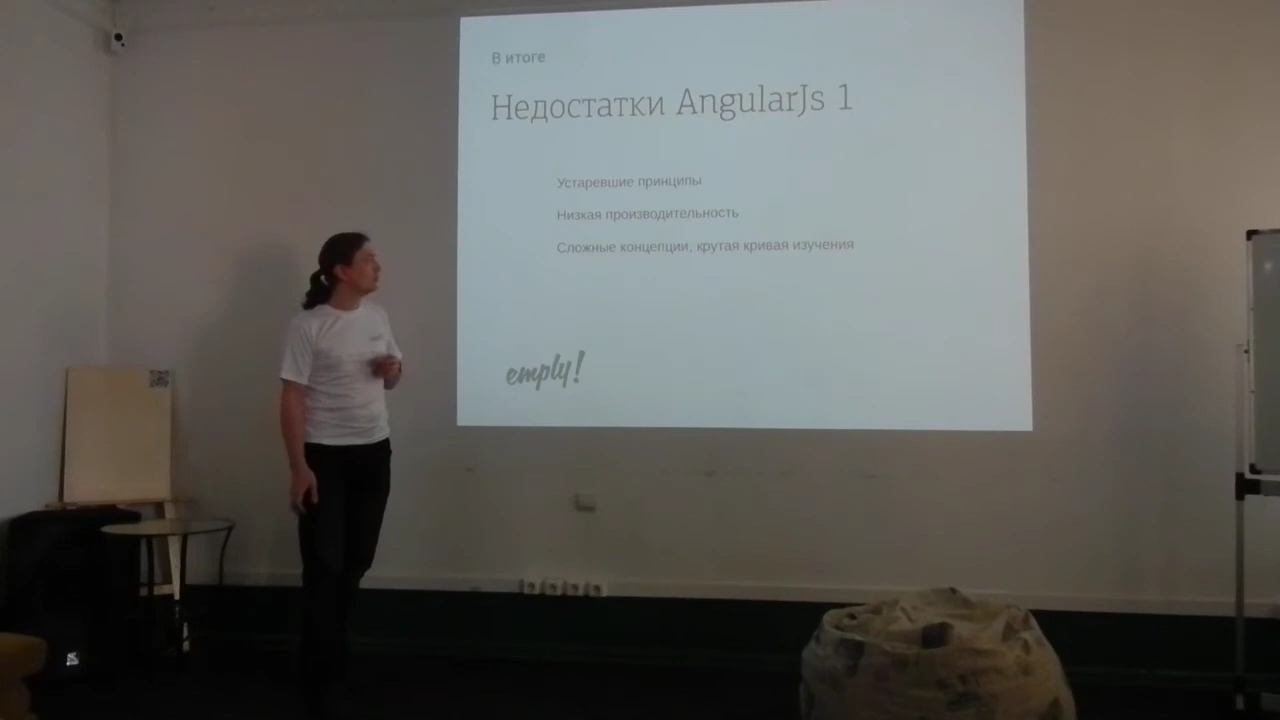 В итоге
Недостатки AngularJs 1
Устаревшие принципы
Низкая производительность
Сложные концепции, крутая кривая изучения
emply!